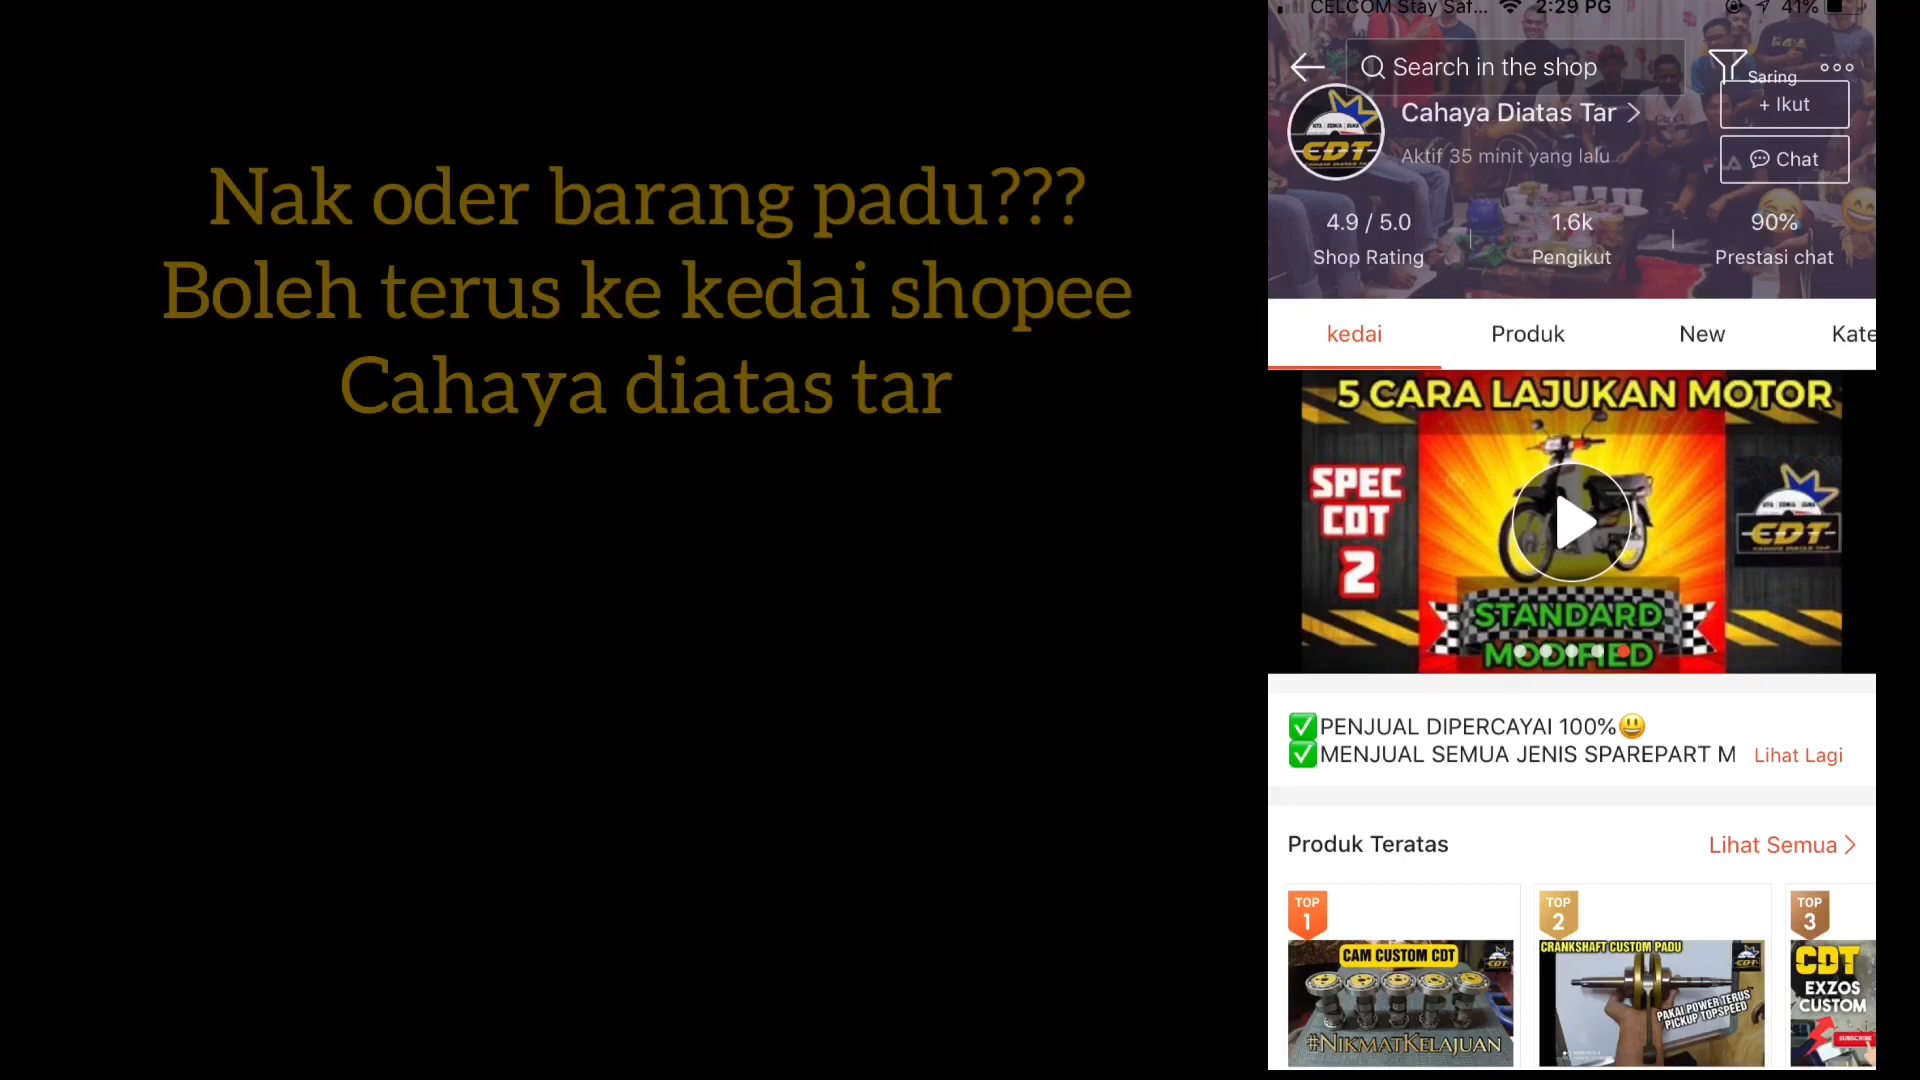 Nak oder barang padu???
Boleh terus ke kedai shopee
Cahaya diatas tar
CELCOM Stay Saf... 2:29 PG 41%
Search in the shop
Saring
Cahaya Diatas Tar
+ Ikut
Aktif 35 minit yang lalu
Chat
4.9 / 5.0 1.6k 90%
Shop Rating Pengikut Prestasi chat
kedai Produk New Kate
5 CARA LAJUKAN MOTOR
SPEC
CDT
2
CDT
STANDARD
MODIFIED
✅PENJUAL DIPERCAYAI 100%😃
✅MENJUAL SEMUA JENIS SPAREPART M Lihat Lagi
Produk Teratas Lihat Semua
TOP
1
TOP
2
TOP
3
CAM CUSTOM CDT
#NIKMATKELAJUAN
CRANKSHAFT CUSTOM PADU
PAKAI POWER TERUS
PICKUP TOPSPEED
CDT
EXZOS
CUSTOM
SUBSCRIBE